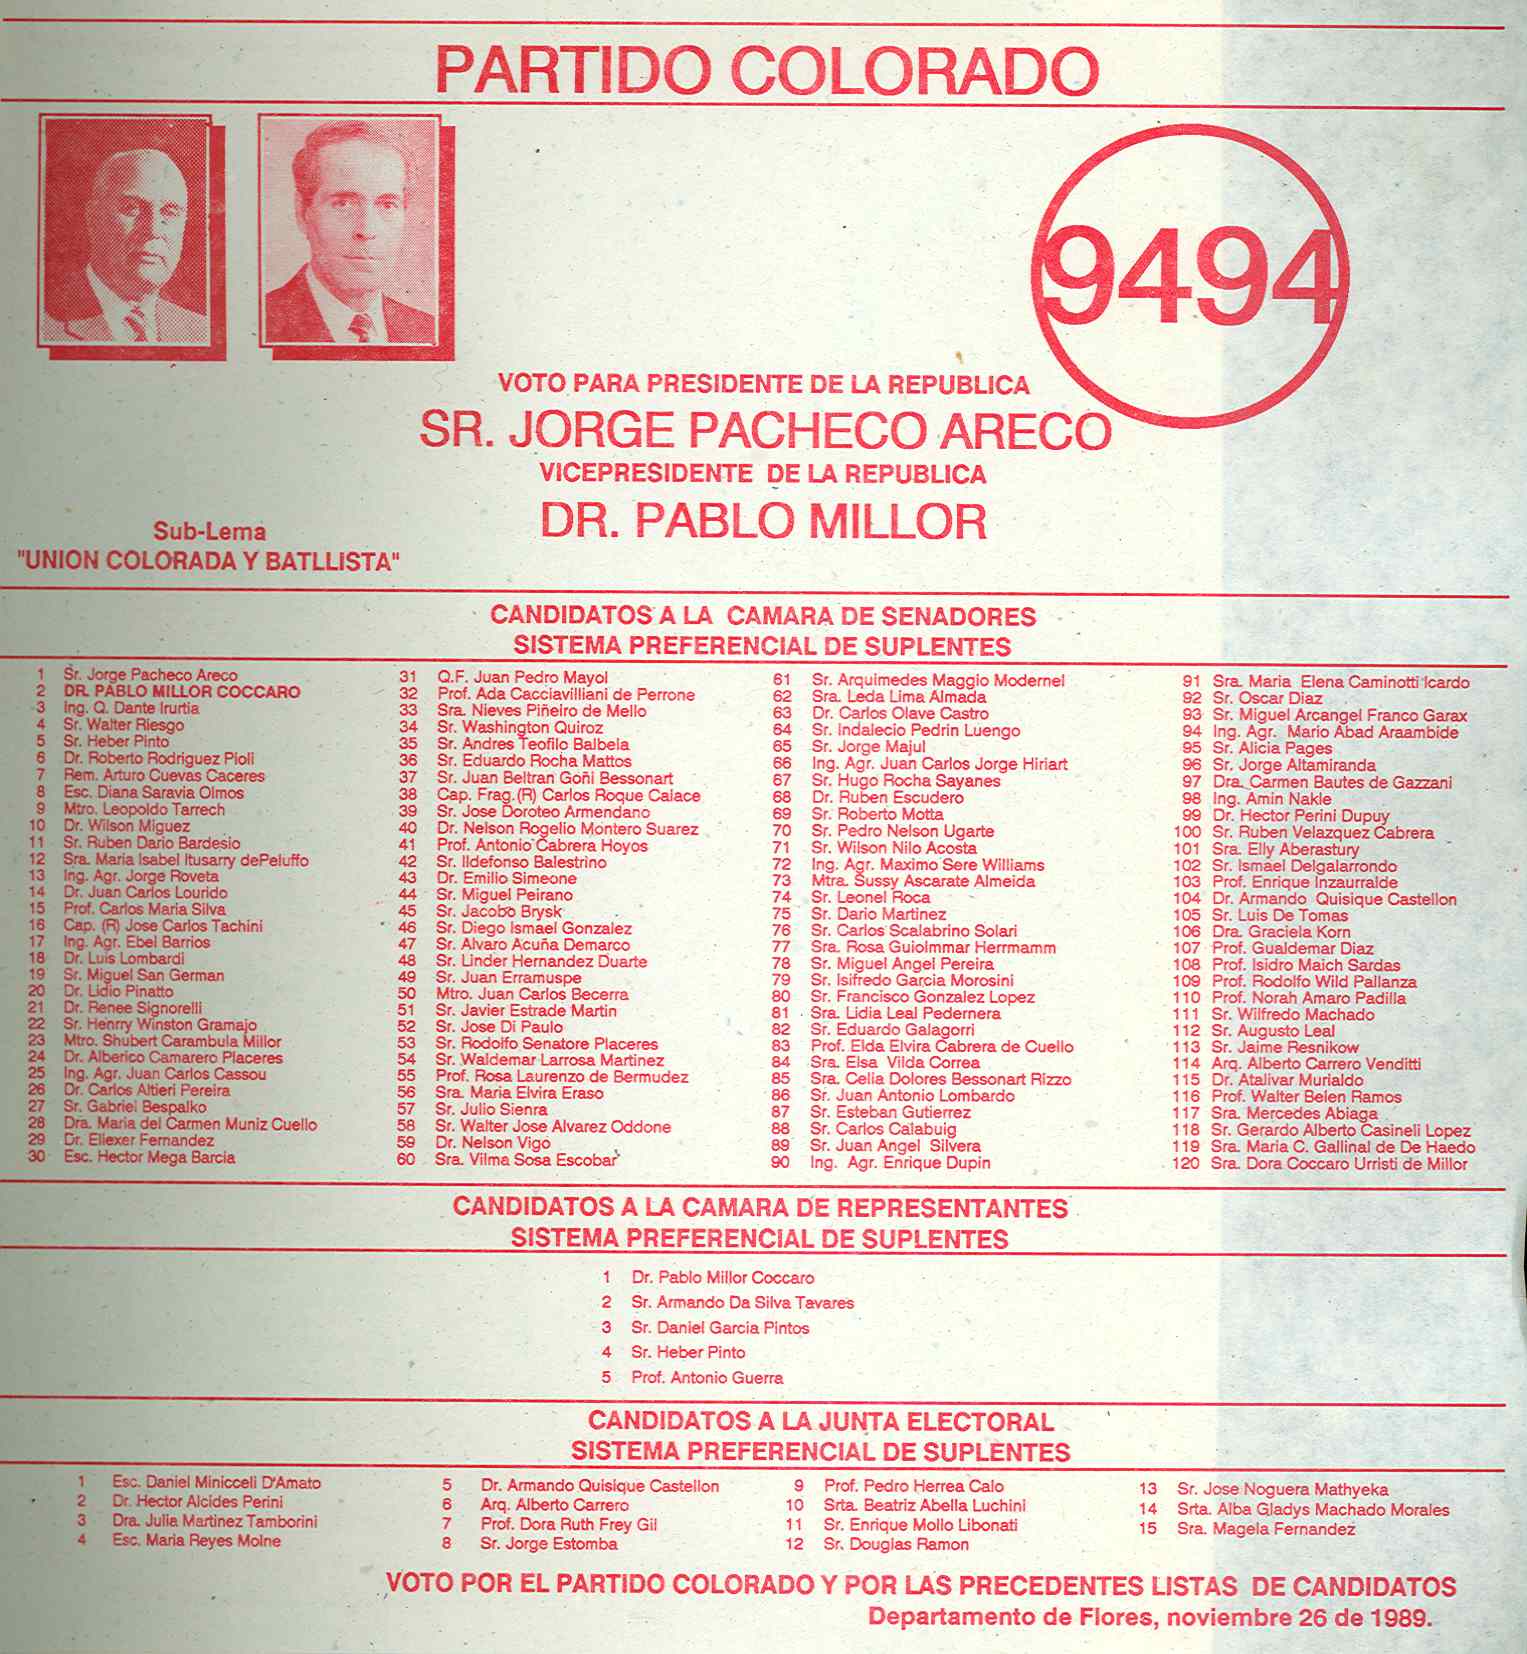 PARTIDO COLORADO
9494
VOTO PARA PRESIDENTE DE LA REPUBLICA
SR. JORGE PACHECO ARECO
VICEPRESIDENTE DE LA REPUBLICA
DR. PABLO MILLOR
Sub-Lema
"UNION COLORADA Y BATLLISTA"
CANDIDATOS A LA CAMARA DE SENADORES
SISTEMA PREFERENCIAL DE SUPLENTES
1 Sr. Jorge Pacheco Areco
2 DR. PABLO MILLOR COCCARO
3 Ing. Q. Dante Irurtia
4 Sr. Walter Riesgo
5 Sr. Heber Pinto
6 Dr. Roberto Rodriguez Pioli
7 Rem. Arturo Cuevas Caceres
8 Esc. Diana Saravia Olmos
9 Mtro. Leopoldo Tarrech
10 Dr. Wilson Miguez
11 Sr. Ruben Dario Bardesio
12 Sra. Maria Isabel Itusarry dePeluffo
13 Ing. Agr. Jorge Roveta
14 Dr. Juan Carlos Lourido
15 Prof. Carlos Maria Silva
16 Cap. (R) Jose Carlos Tachini
17 Ing. Agr. Ebel Barrios
18 Dr. Luis Lombardi
19 Sr. Miguel San German
20 Dr. Lidio Pinatto
21 Dr. Renee Signorelli
22 Sr. Henrry Winston Gramajo
23 Mtro. Shubert Carambula Millor
24 Dr. Alberico Camarero Placeres
25 Ing. Agr. Juan Carlos Cassou
26 Dr. Carlos Altieri Pereira
27 Sr. Gabriel Bespalko
28 Dra. Maria del Carmen Muniz Cuello
29 Dr. Eliexer Fernandez
30 Esc. Hector Mega Barcia
31 Q.F. Juan Pedro Mayol
32 Prof. Ada Cacciavilliani de Perrone
33 Sra. Nieves Piñeiro de Mello
34 Sr. Washington Quiroz
35 Sr. Andres Teofilo Balbela
36 Sr. Eduardo Rocha Mattos
37 Sr. Juan Beltran Goñi Bessonart
38 Cap. Frag.(R) Carlos Roque Calace
39 Sr. Jose Doroteo Armendano
40 Dr. Nelson Rogelio Montero Suarez
41 Prof. Antonio Cabrera Hoyos
42 Sr. Ildefonso Balestrino
43 Dr. Emilio Simeone
44 Sr. Miguel Peirano
45 Sr. Jacobo Brysk
46 Sr. Diego Ismael Gonzalez
47 Sr. Alvaro Acuña Demarco
48 Sr. Linder Hernandez Duarte
49 Sr. Juan Erramuspe
50 Mtro. Juan Carlos Becerra
51 Sr. Javier Estrade Martin
52 Sr. Jose Di Paulo
53 Sr. Rodolfo Senatore Placeres
54 Sr. Waldemar Larrosa Martinez
55 Prof. Rosa Laurenzo de Bermudez
56 Sra. Maria Elvira Eraso
57 Sr. Julio Sienra
58 Sr. Walter Jose Alvarez Oddone
59 Dr. Nelson Vigo
60 Sra. Vilma Sosa Escobar
61 Sr. Arquimedes Maggio Modernel
62 Sra. Leda Lima Almada
63 Dr. Carlos Olave Castro
64 Sr. Indalecio Pedrin Luengo
65 Sr. Jorge Majul
66 Ing. Agr. Juan Carlos Jorge Hiriart
67 Sr. Hugo Rocha Sayanes
68 Dr. Ruben Escudero
69 Sr. Roberto Motta
70 Sr. Pedro Nelson Ugarte
71 Sr. Wilson Nilo Acosta
72 Ing. Agr. Maximo Sere Williams
73 Mtra. Sussy Ascarate Almeida
74 Sr. Leonel Roca
75 Sr. Dario Martinez
76 Sr. Carlos Scalabrino Solari
77 Sra. Rosa Guiolmmar Herrmamm
78 Sr. Miguel Angel Pereira
79 Sr. Isifredo Garcia Morosini
80 Sr. Francisco Gonzalez Lopez
81 Sra. Lidia Leal Pedernera
82 Sr. Eduardo Galagorri
83 Prof. Elda Elvira Cabrera de Cuello
84 Sra. Elsa Vilda Correa
85 Sra. Celia Dolores Bessonart Rizzo
86 Sr. Juan Antonio Lombardo
87 Sr. Esteban Gutierrez
88 Sr. Carlos Calabuig
89 Sr. Juan Angel Silvera
90 Ing. Agr. Enrique Dupin
91 Sra. Maria Elena Caminotti Icardo
92 Sr. Oscar Diaz
93 Sr. Miguel Arcangel Franco Garax
94 Ing. Agr. Mario Abad Araambide
95 Sr. Alicia Pages
96 Sr. Jorge Altamiranda
97 Dra. Carmen Bautes de Gazzani
98 Ing. Amin Nakle
99 Dr. Hector Perini Dupuy
100 Sr. Ruben Velazquez Cabrera
101 Sra. Elly Aberastury
102 Sr. Ismael Delgalarrondo
103 Prof. Enrique Inzaurralde
104 Dr. Armando Quisique Castellon
105 Sr. Luis De Tomas
106 Dra. Graciela Korn
107 Prof. Gualdemar Diaz
108 Prof. Isidro Maich Sardas
109 Prof. Rodolfo Wild Pallanza
110 Prof. Norah Amaro Padilla
111 Sr. Wilfredo Machado
112 Sr. Augusto Leal
113 Sr. Jaime Resnikow
114 Arq. Alberto Carrero Venditti
115 Dr. Atalivar Murialdo
116 Prof. Walter Belen Ramos
117 Sra. Mercedes Abiaga
118 Sr. Gerardo Alberto Casineli Lopez
119 Sra. Maria C. Gallinal de De Haedo
120 Sra. Dora Coccaro Urristi de Millor
CANDIDATOS A LA CAMARA DE REPRESENTANTES
SISTEMA PREFERENCIAL DE SUPLENTES
1 Dr. Pablo Millor Coccaro
2 Sr. Armando Da Silva Tavares
3 Sr. Daniel Garcia Pintos
4 Sr. Heber Pinto
5 Prof. Antonio Guerra
CANDIDATOS A LA JUNTA ELECTORAL
SISTEMA PREFERENCIAL DE SUPLENTES
1 Esc. Daniel Minicceli D'Amato
2 Dr. Hector Alcides Perini
3 Dra. Julia Martinez Tamborini
4 Esc. Maria Reyes Molne
5 Dr. Armando Quisique Castellon
6 Arq. Alberto Carrero
7 Prof. Dora Ruth Frey Gil
8 Sr. Jorge Estomba
9 Prof. Pedro Herrea Calo
10 Srta. Beatriz Abella Luchini
11 Sr. Enrique Mollo Libonati
12 Sr. Douglas Ramon
13 Sr. Jose Noguera Mathyeka
14 Srta. Alba Gladys Machado Morales
15 Sra. Magela Fernandez
VOTO POR EL PARTIDO COLORADO Y POR LAS PRECEDENTES LISTAS DE CANDIDATOS
Departamento de Flores, noviembre 26 de 1989.